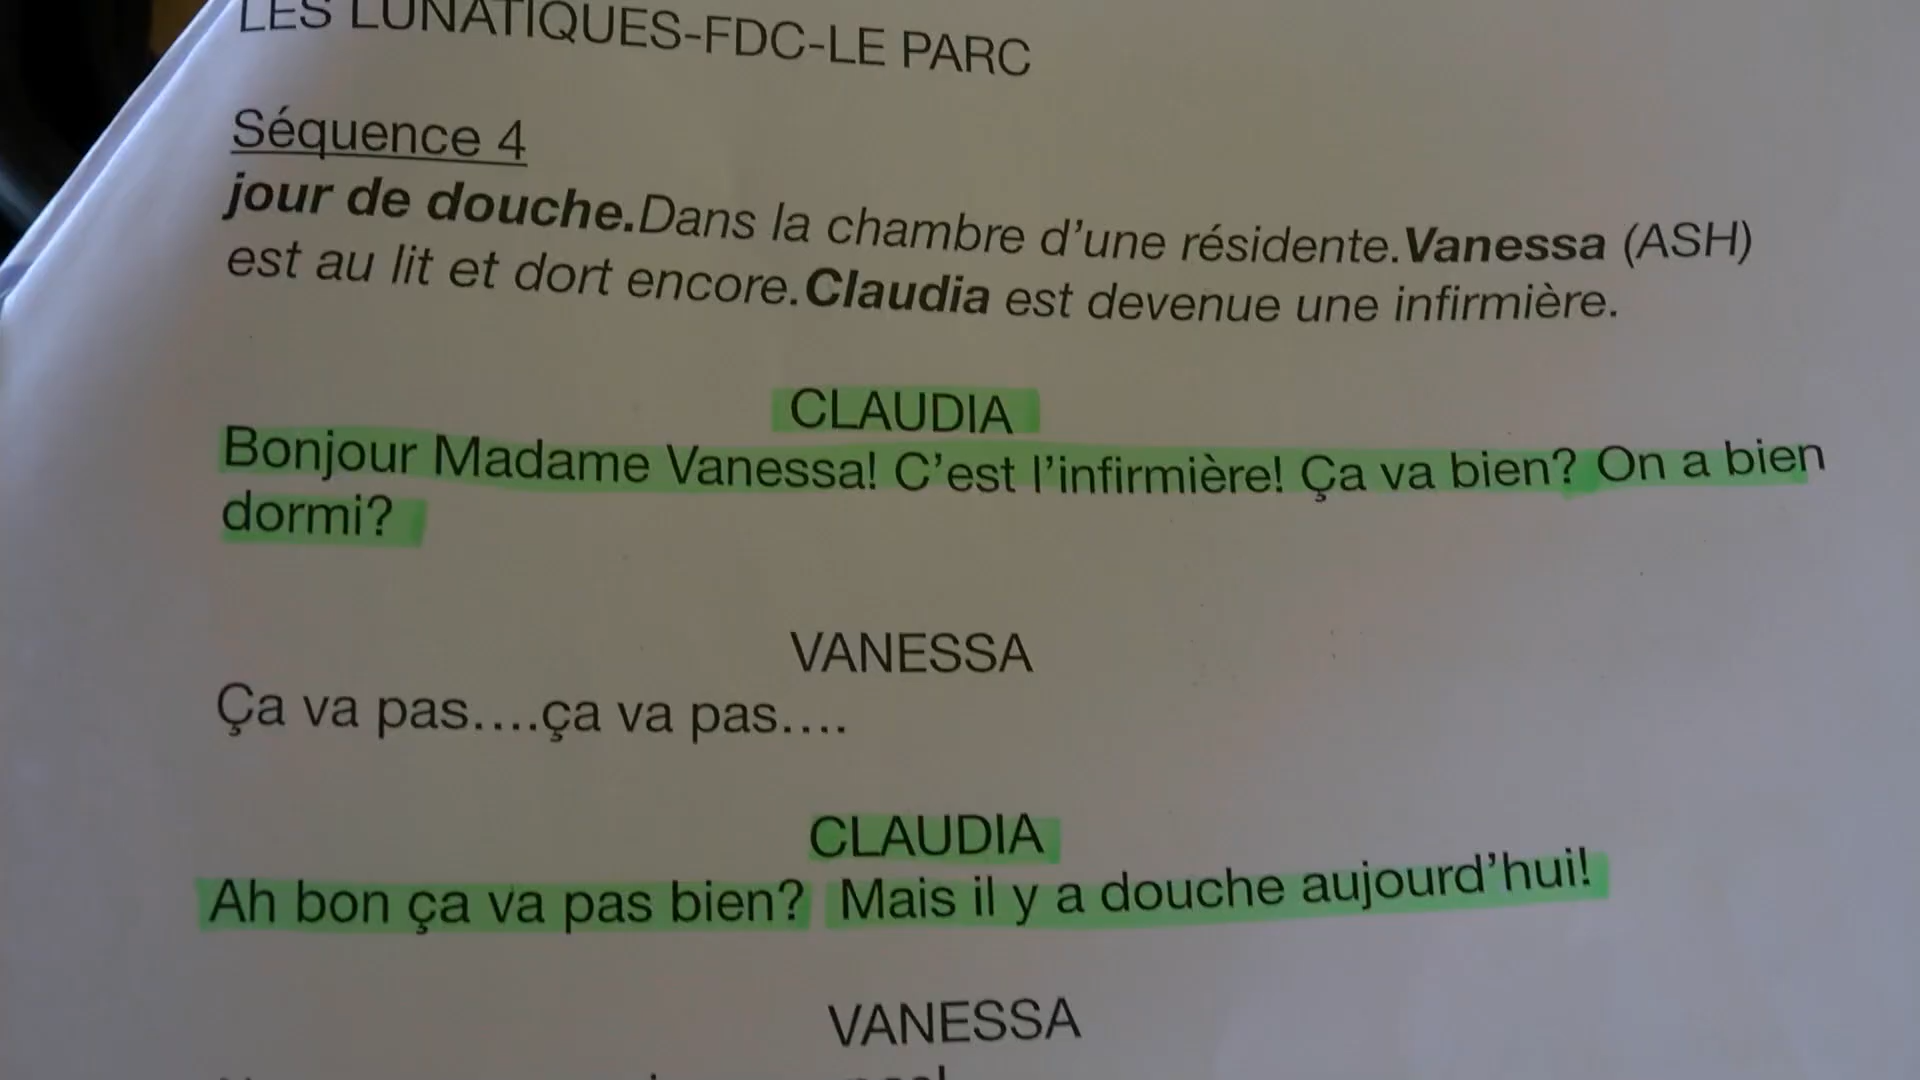 LES LUNATIQUES-FDC-LE PARC
Séquence 4
jour de douche.Dans la chambre d'une résidente.Vanessa (ASH)
est au lit et dort encore.Claudia est devenue une infirmière.
CLAUDIA
Bonjour Madame Vanessa! C'est l'infirmière! Ça va bien? On a bien
dormi?
VANESSA
Ça va pas....ça va pas....
CLAUDIA
Ah bon ça va pas bien? Mais il y a douche aujourd'hui!
VANESSA